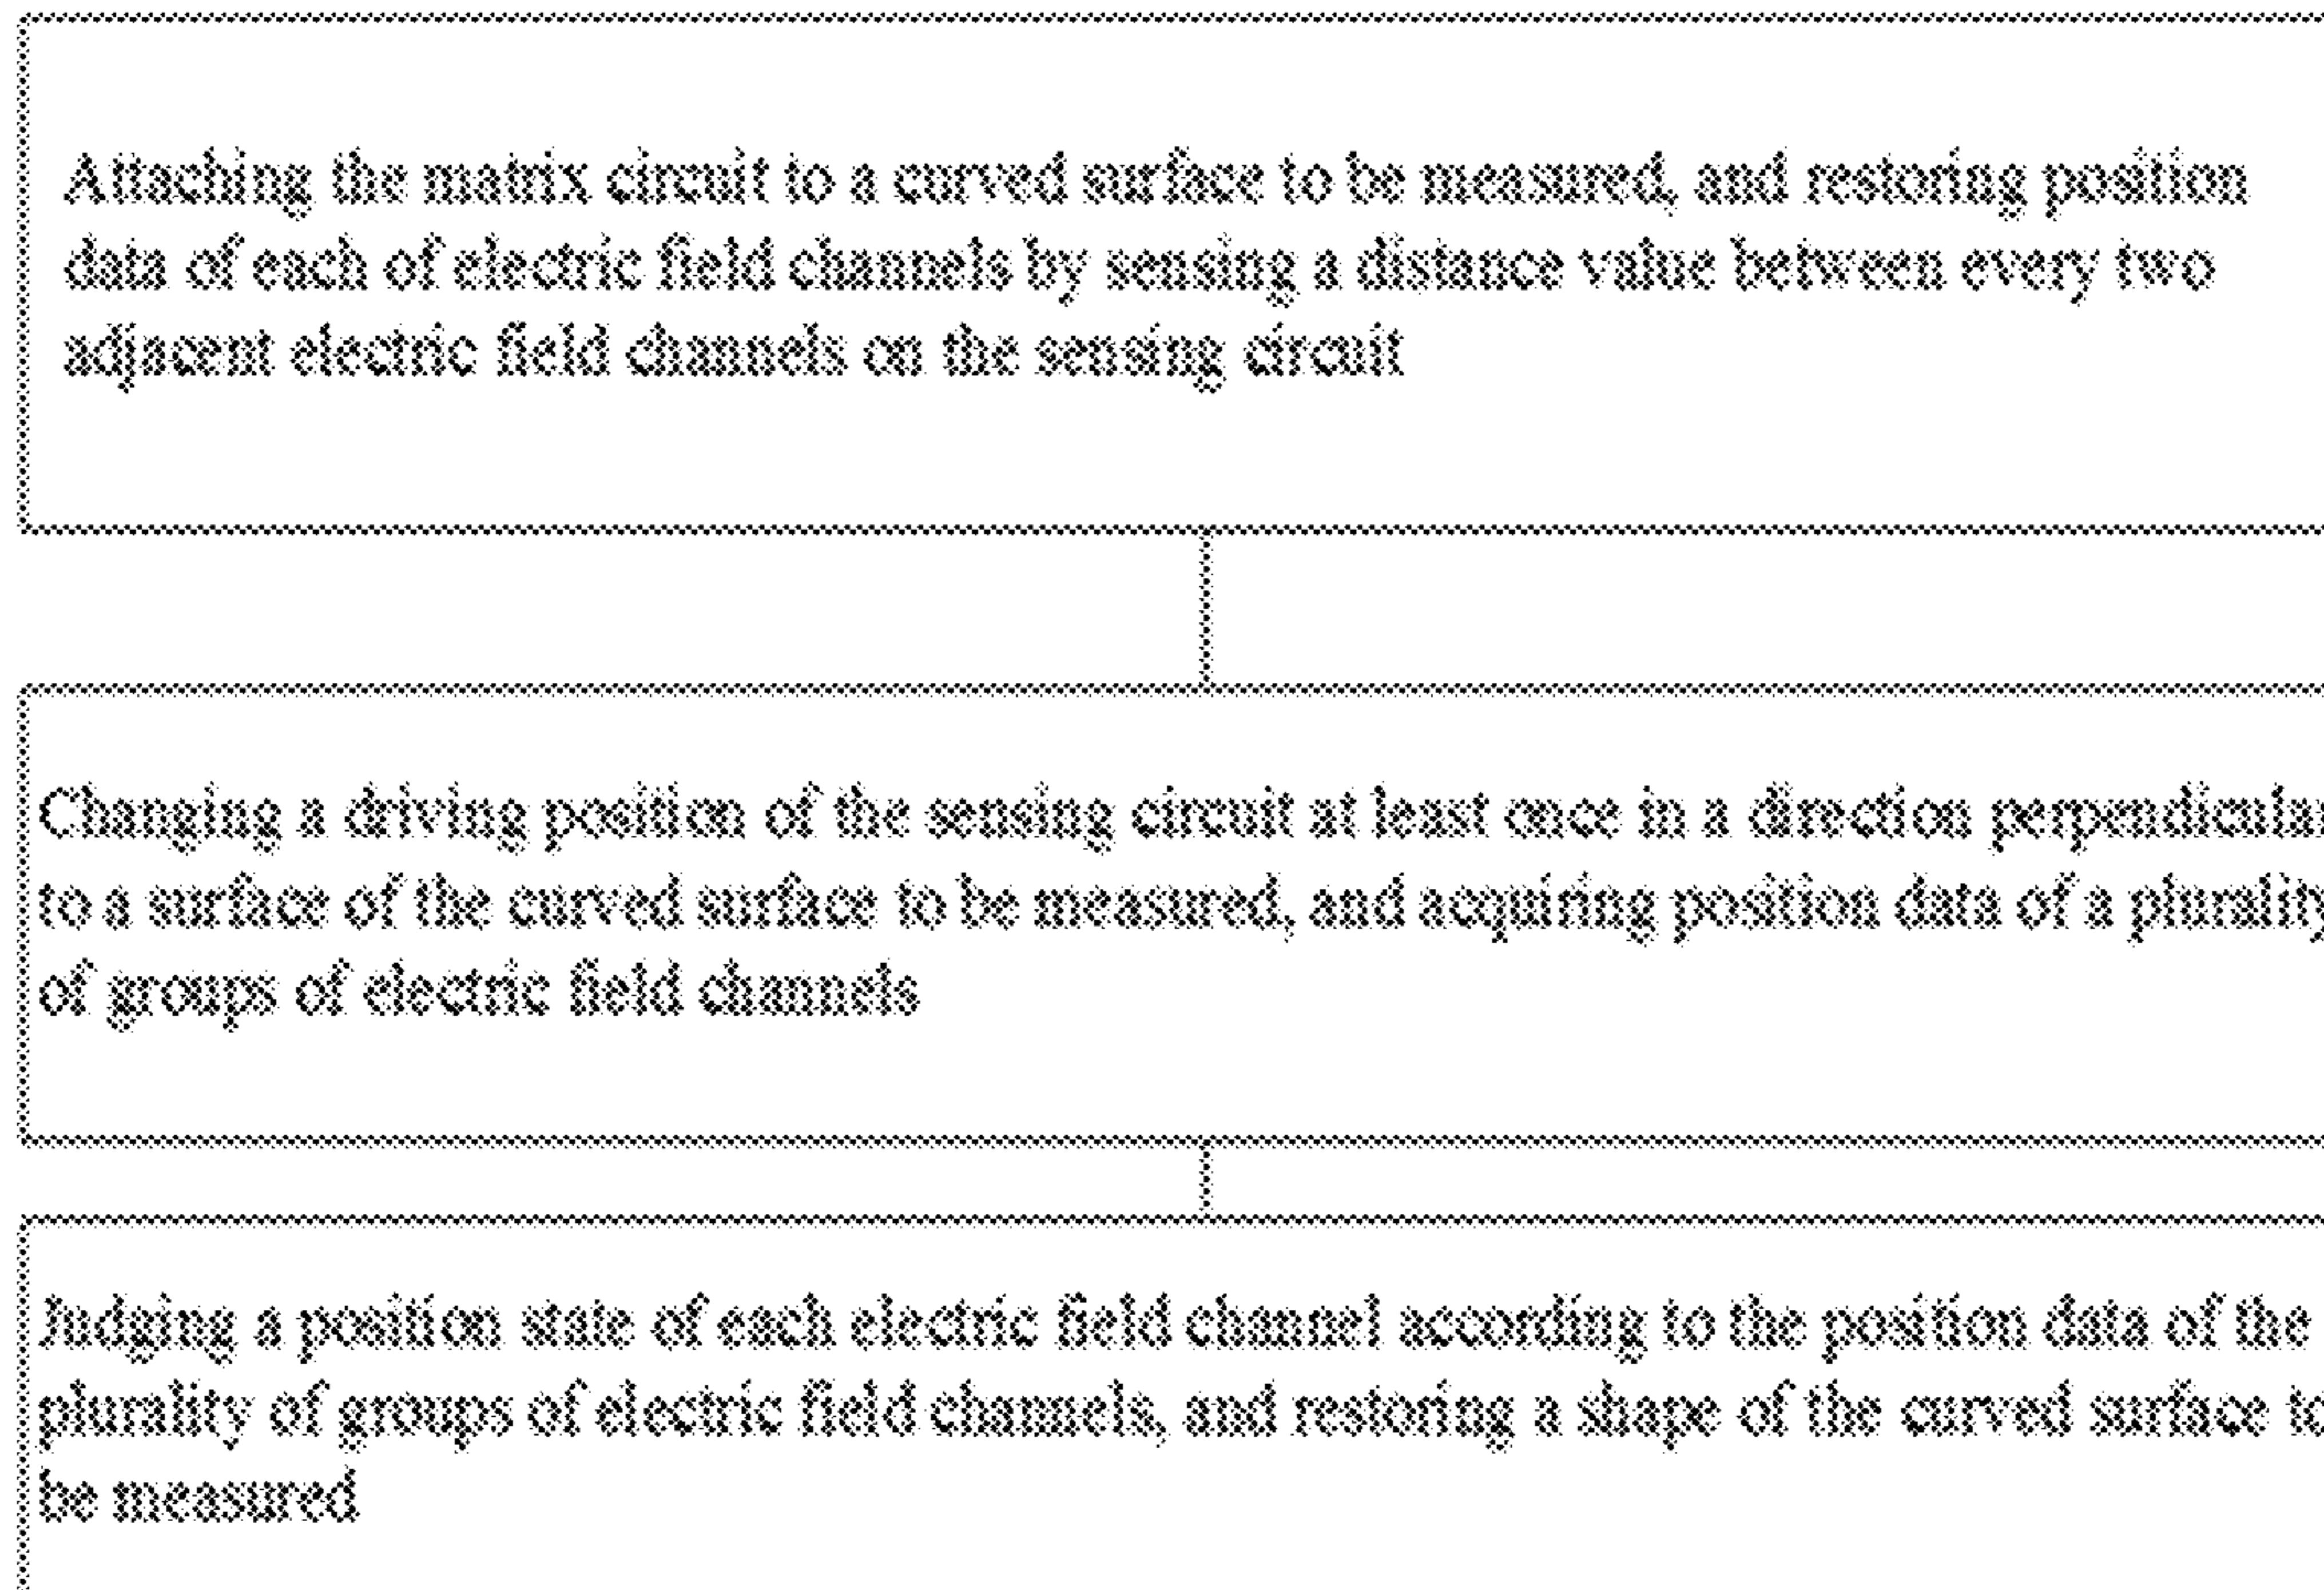 Attaching the matrix circuit to a curved surface to be measured, and restoring position
data of each of electric field channels by sensing a distance value between every two
adjacent electric field channels on the sensing circuit
Changing a driving position of the sensing circuit at least once in a direction perpendicular
to a surface of the curved surface to be measured, and acquiring position data of a plurality
of groups of electric field channels
Judging a position state of each electric field channel according to the position data of the
plurality of groups of electric field channels, and restoring a shape of the curved surface to
be measured